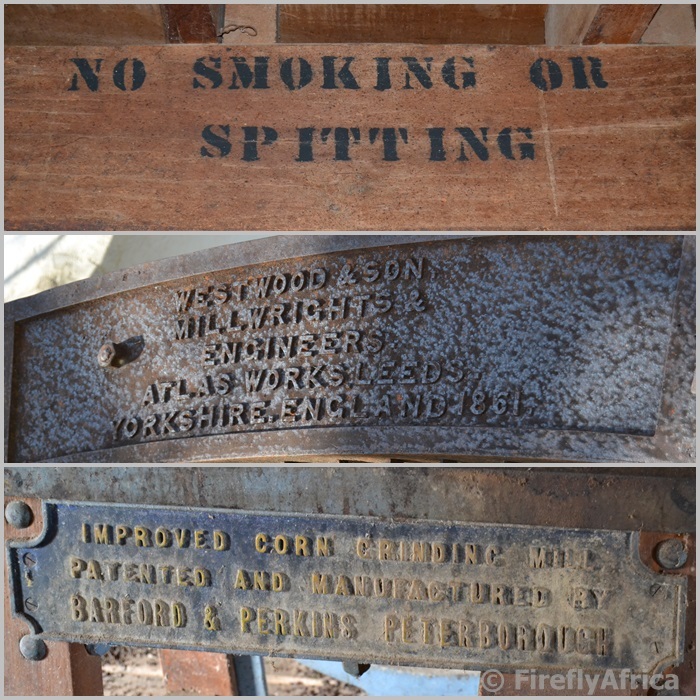 NO SMOKING OR
SPITTING
WESTWOOD & SON,
MILLWRIGHTS &
ENGINEERS.
ATLAS WORKS, LEEDS,
YORKSHIRE, ENGLAND 1861.
IMPROVED CORN GRINDING MILL.
PATENTED AND MANUFACTURED BY
BARFORD & PERKINS PETERBOROUGH
© FireflyAfrica